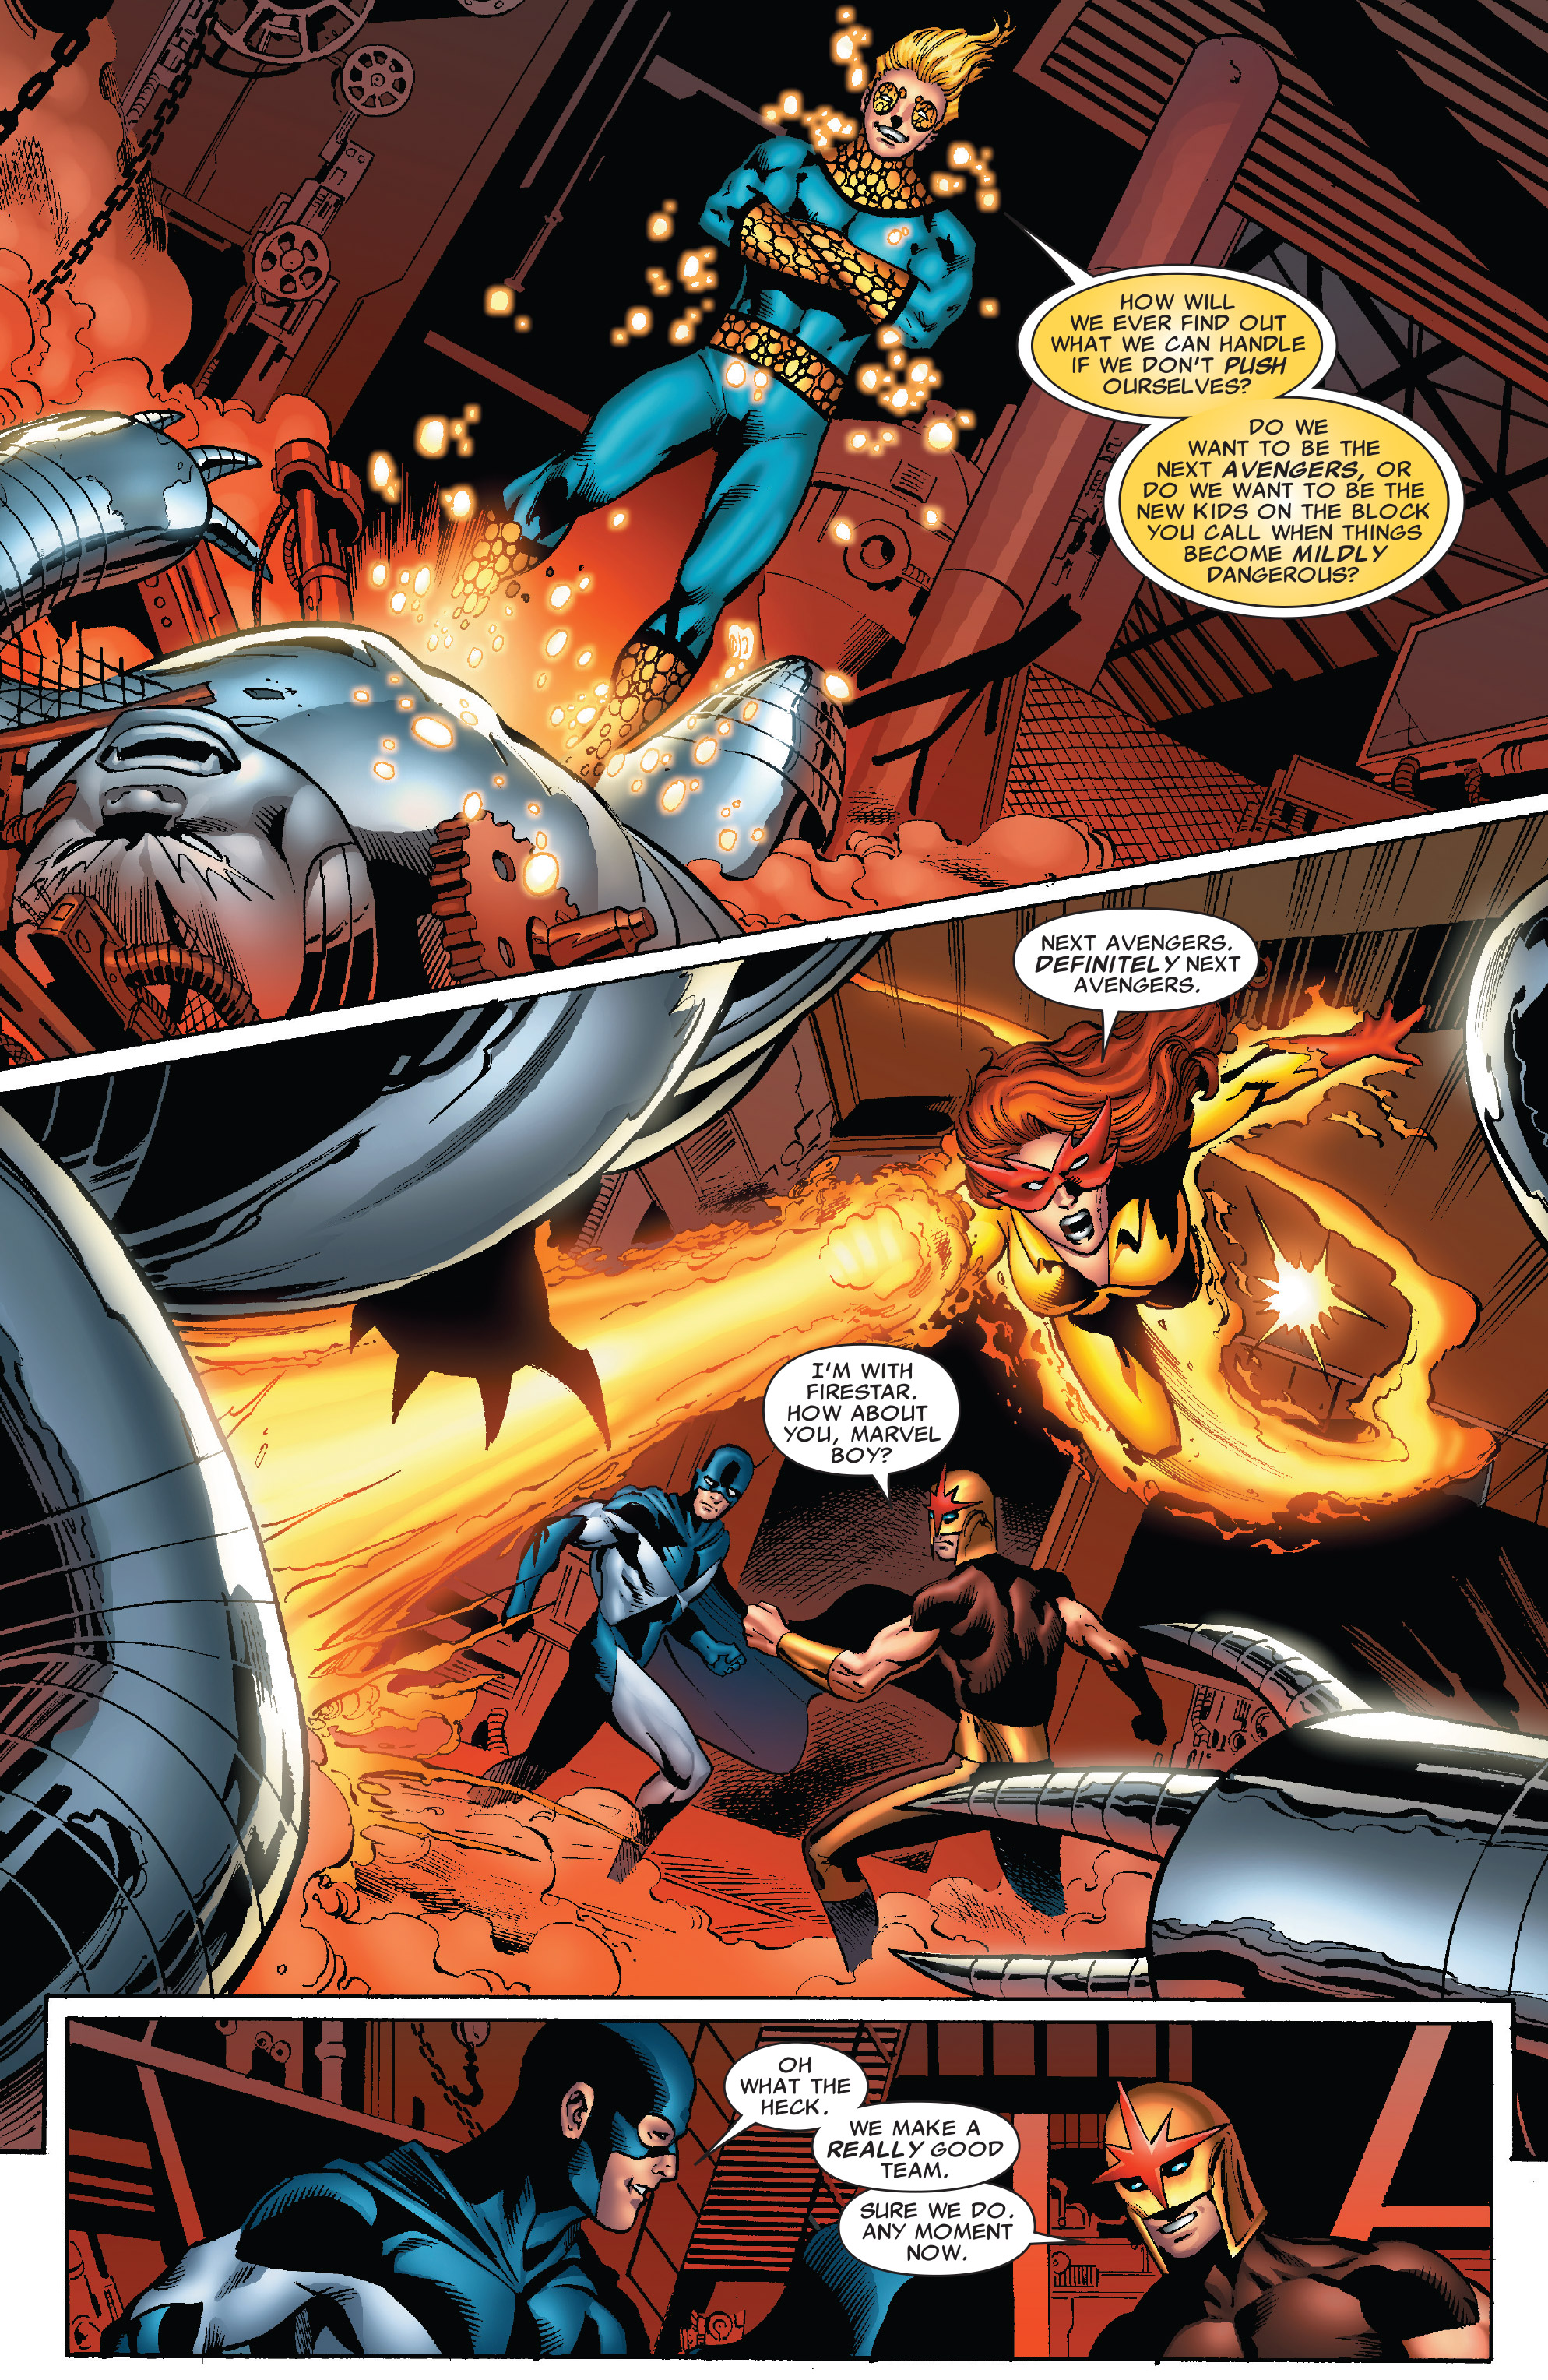 HOW WILL
WE EVER FIND OUT
WHAT WE CAN HANDLE
IF WE DON'T PUSH
OURSELVES?
DO WE
WANT TO BE THE
NEXT AVENGERS, OR
DO WE WANT TO BE THE
NEW KIDS ON THE BLOCK
YOU CALL WHEN THINGS
BECOME MILDLY
DANGEROUS?
NEXT AVENGERS.
DEFINITELY NEXT
AVENGERS.
I'M WITH
FIRESTAR.
HOW ABOUT
YOU, MARVEL
BOY?
OH
WHAT THE
HECK.
WE MAKE A
REALLY GOOD
TEAM.
SURE WE DO.
ANY MOMENT
NOW.